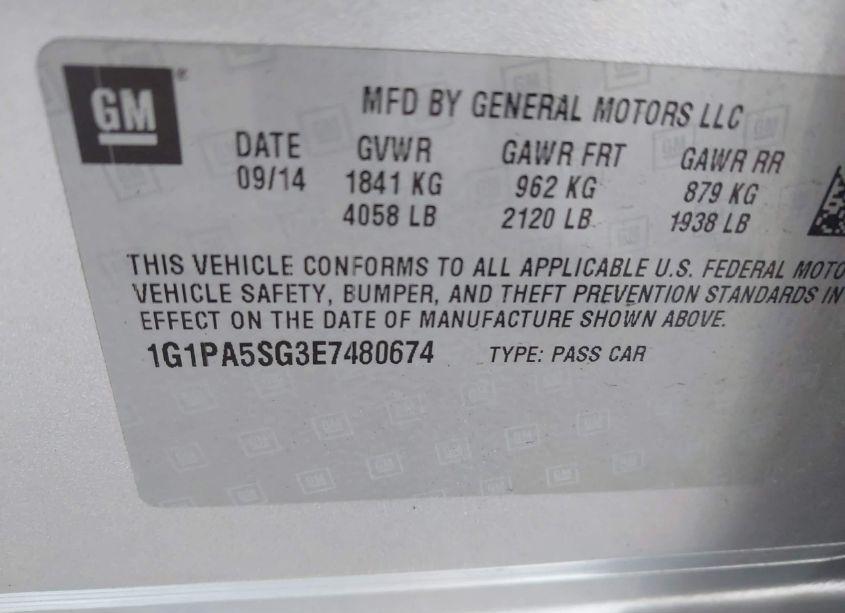 GM
MFD BY GENERAL MOTORS LLC
DATE GVWR GAWR FRT GAWR RR
09/14 1841 KG 962 KG 879 KG
4058 LB 2120 LB 1938 LB
THIS VEHICLE CONFORMS TO ALL APPLICABLE U.S. FEDERAL MOTO
VEHICLE SAFETY, BUMPER, AND THEFT PREVENTION STANDARDS IN
EFFECT ON THE DATE OF MANUFACTURE SHOWN ABOVE.
1G1PA5SG3E7480674 TYPE: PASS CAR